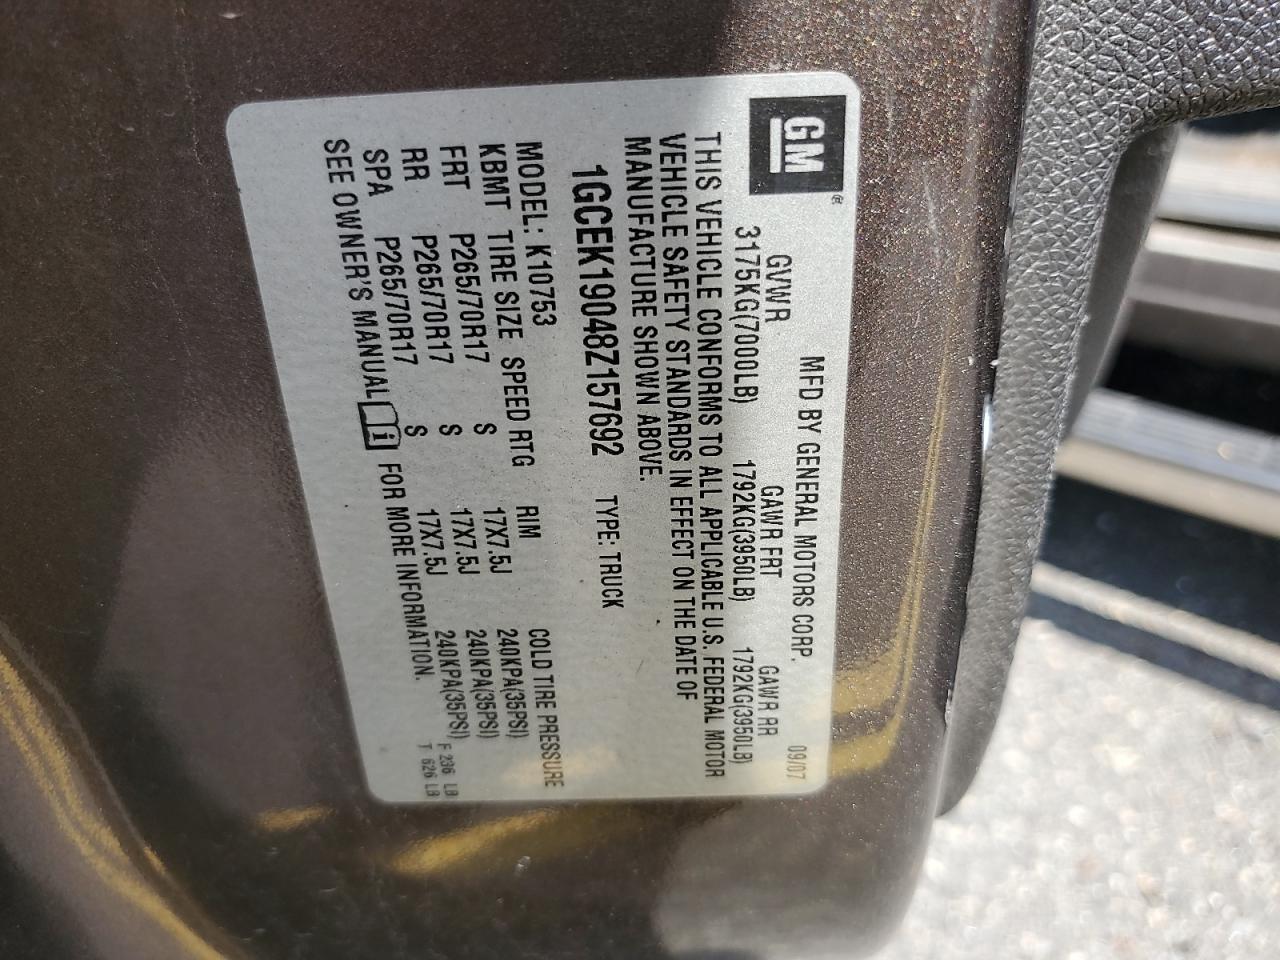 GM®
MFD BY GENERAL MOTORS CORP. 09/07
GVWR GAWR FRT GAWR RR
3175KG(7000LB) 1792KG(3950LB) 1792KG(3950LB)
THIS VEHICLE CONFORMS TO ALL APPLICABLE U.S. FEDERAL MOTOR
VEHICLE SAFETY STANDARDS IN EFFECT ON THE DATE OF
MANUFACTURE SHOWN ABOVE.
1GCEK19048Z157692 TYPE: TRUCK
MODEL: K10753
KBMT TIRE SIZE SPEED RTG RIM COLD TIRE PRESSURE
FRT P265/70R17 S 17X7.5J 240KPA(35PSI)
RR P265/70R17 S 17X7.5J 240KPA(35PSI)
SPA P265/70R17 S 17X7.5J 240KPA(35PSI)
SEE OWNER'S MANUAL FOR MORE INFORMATION.
F 236 LB
T 626 LB